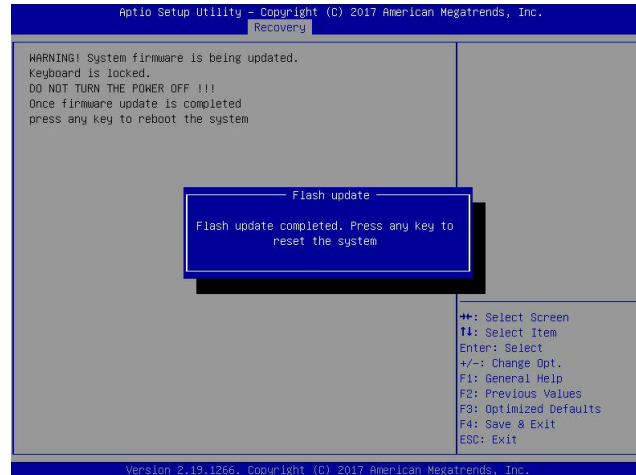 Aptio Setup Utility – Copyright (C) 2017 American Megatrends, Inc.
Recovery
WARNING! System firmware is being updated.
Keyboard is locked.
DO NOT TURN THE POWER OFF !!!
Once firmware update is completed
press any key to reboot the system
Flash update
Flash update completed. Press any key to
reset the system
→←: Select Screen
↑↓: Select Item
Enter: Select
+/-: Change Opt.
F1: General Help
F2: Previous Values
F3: Optimized Defaults
F4: Save & Exit
ESC: Exit
Version 2.19.1266. Copyright (C) 2017 American Megatrends, Inc.